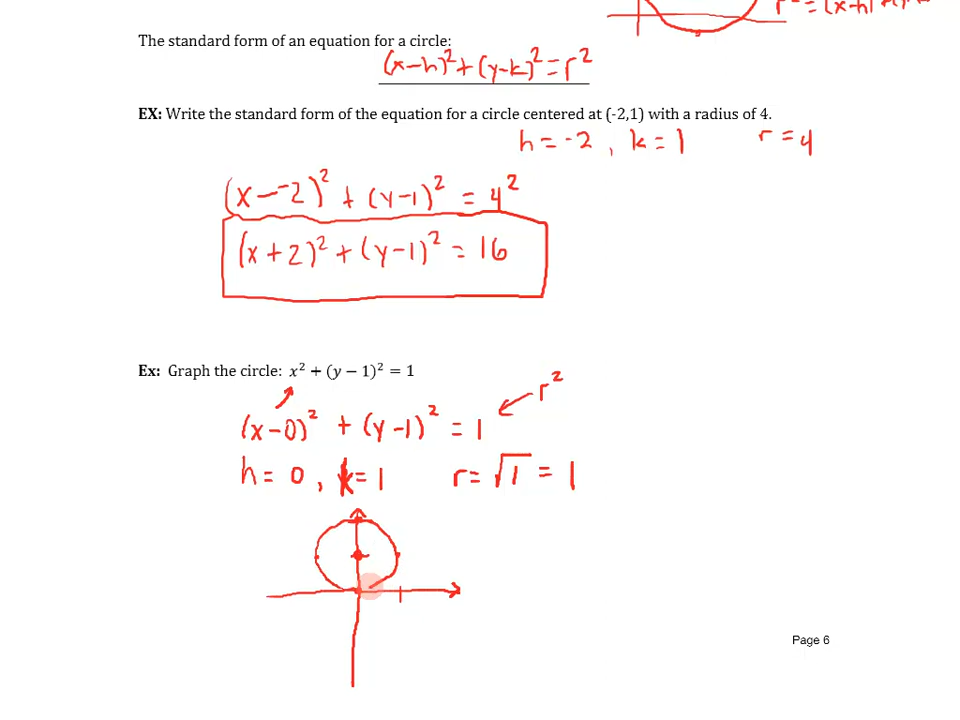 r² = (x-h)²+(y-
The standard form of an equation for a circle:
(x-h)²+(y-k)²=r²
EX: Write the standard form of the equation for a circle centered at (-2,1) with a radius of 4.
h = -2 , k = 1 r = 4
(x--2)² + (y-1)² = 4²
(x+2)² + (y-1)² = 16
Ex: Graph the circle: x² + (y − 1)² = 1
r²
(x-0)² + (y-1)² = 1
h = 0 , k = 1 r = √1 = 1
Page 6